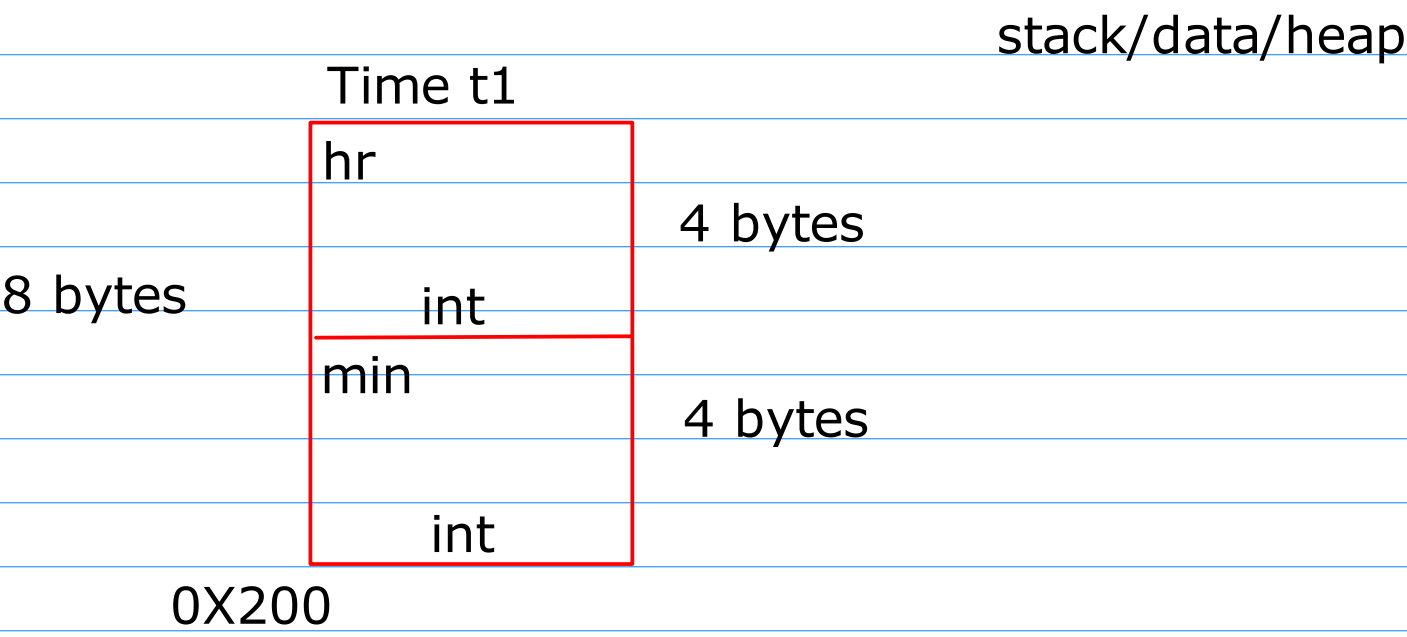 stack/data/heap
Time t1
hr
4 bytes
8 bytes
int
min
4 bytes
int
0X200